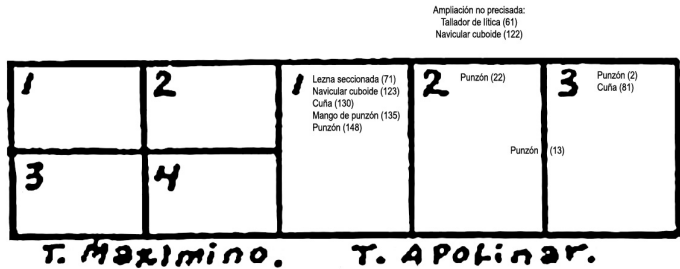 Ampliación no precisada:
Tallador de lítica (61)
Navicular cuboide (122)
1
2
3
4
1
Lezna seccionada (71)
Navicular cuboide (123)
Cuña (130)
Mango de punzón (135)
Punzón (148)
2
Punzón (22)
3
Punzón (2)
Cuña (81)
Punzón (13)
T. Maximino.
T. APoLinar.